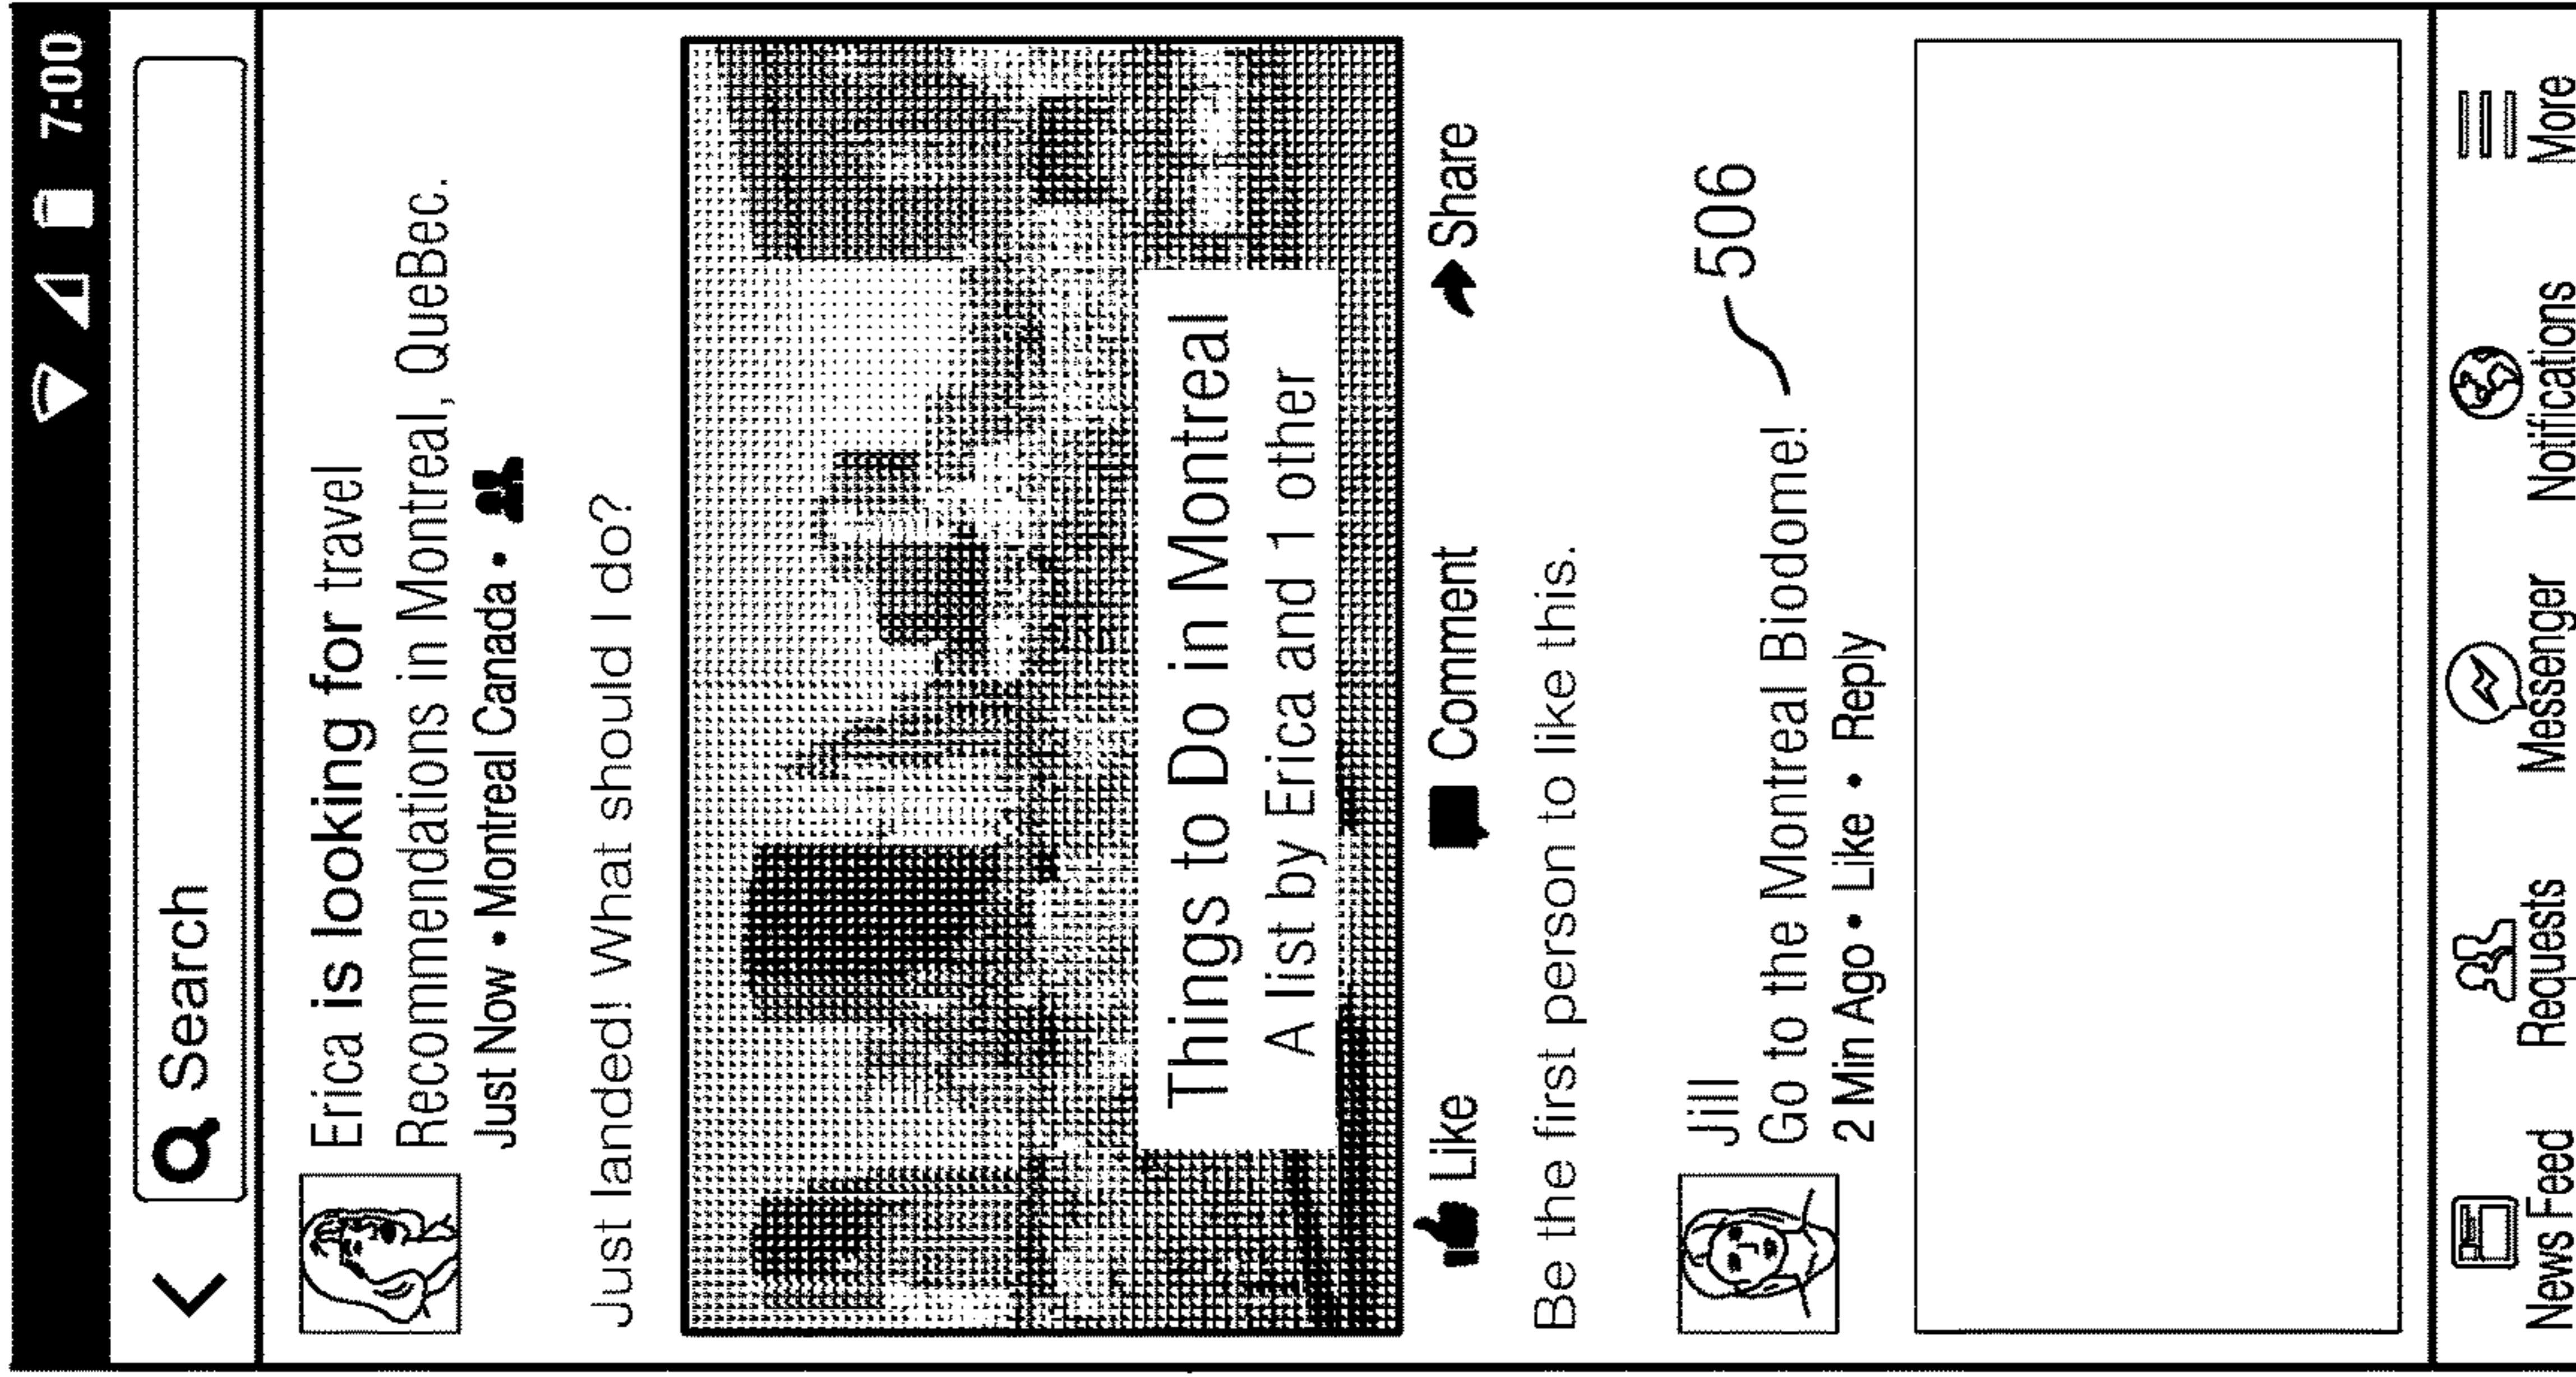 7:00
Search
Erica is looking for travel
Recommendations in Montreal, QueBec.
Just Now • Montreal Canada •
Just landed! What should I do?
Things to Do in Montreal
A list by Erica and 1 other
Like Comment Share
Be the first person to like this.
Jill
Go to the Montreal Biodome!
506
2 Min Ago • Like • Reply
News Feed Requests Messenger Notifications More